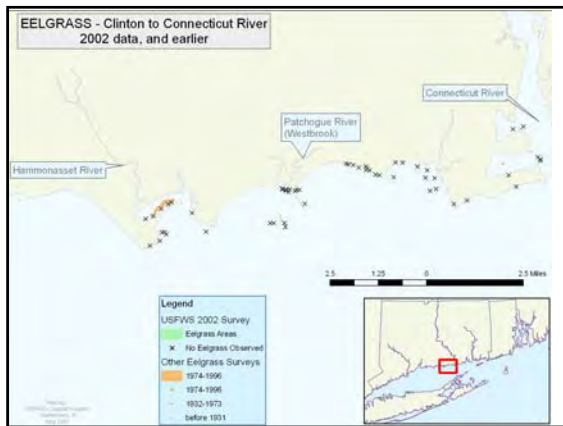 EELGRASS - Clinton to Connecticut River
2002 data, and earlier
Connecticut River
Patchogue River
(Westbrook)
Hammonasset River
2.5 1.25 0 2.5 Miles
Legend
USFWS 2002 Survey
Eelgrass Areas
No Eelgrass Observed
Other Eelgrass Surveys
1974-1996
1974-1996
1932-1973
before 1931